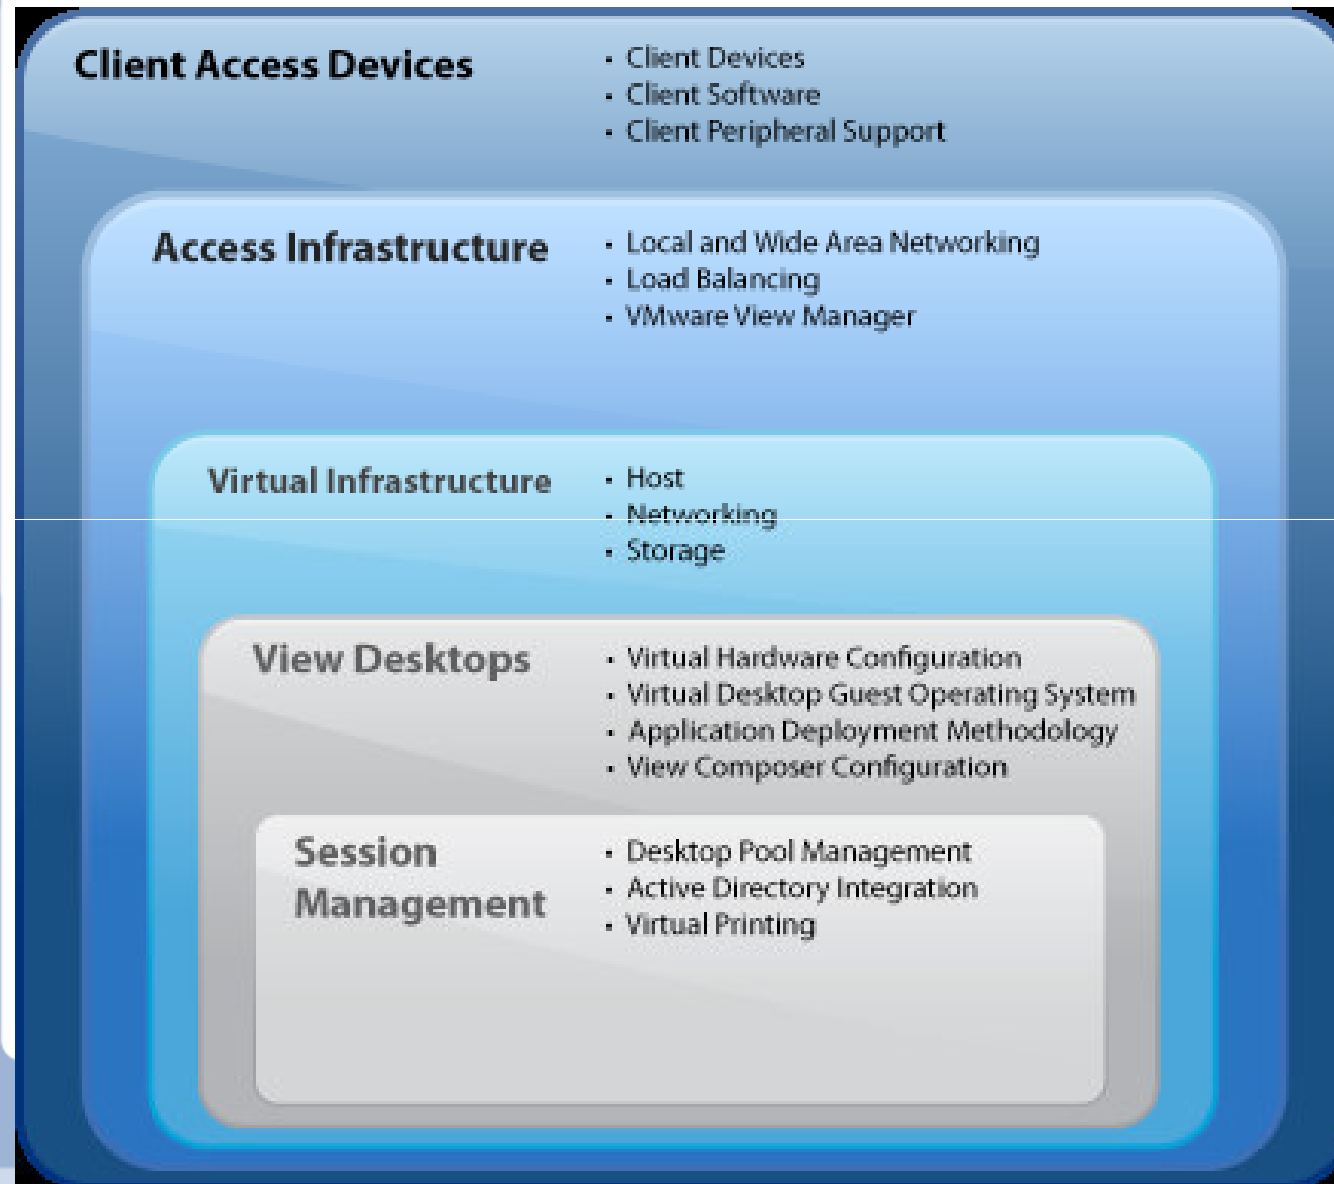 Client Access Devices
· Client Devices
· Client Software
· Client Peripheral Support
Access Infrastructure
· Local and Wide Area Networking
· Load Balancing
· VMware View Manager
Virtual Infrastructure
· Host
· Networking
· Storage
View Desktops
· Virtual Hardware Configuration
· Virtual Desktop Guest Operating System
· Application Deployment Methodology
· View Composer Configuration
Session
Management
· Desktop Pool Management
· Active Directory Integration
· Virtual Printing